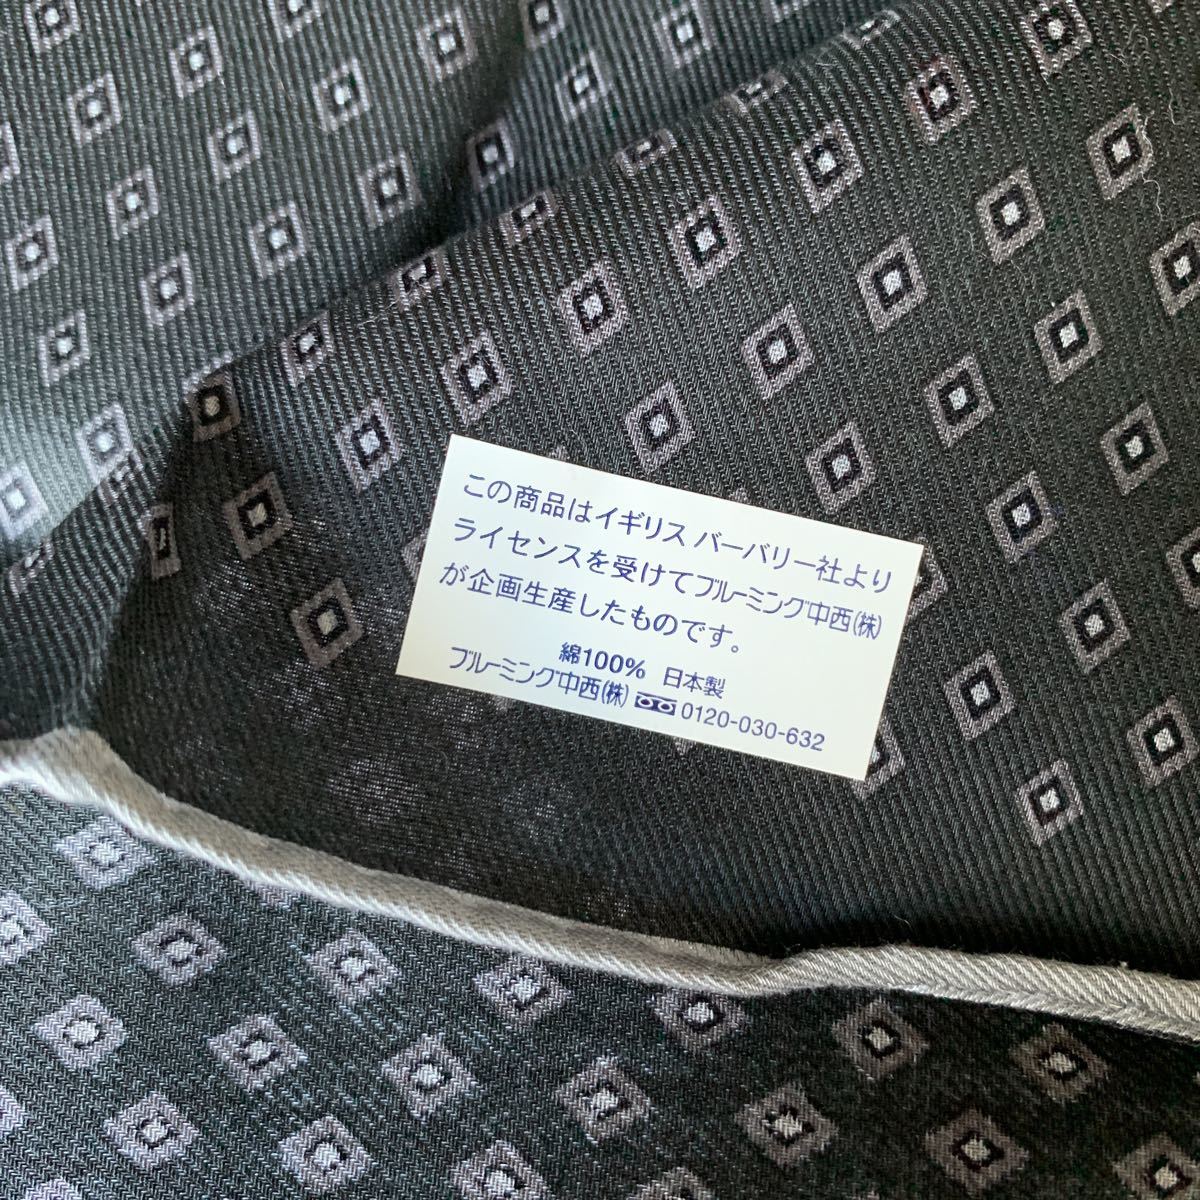 この商品はイギリス バーバリー社より
ライセンスを受けてブルーミング中西(株)
が企画生産したものです。
綿100% 日本製
ブルーミング中西(株) 0120-030-632